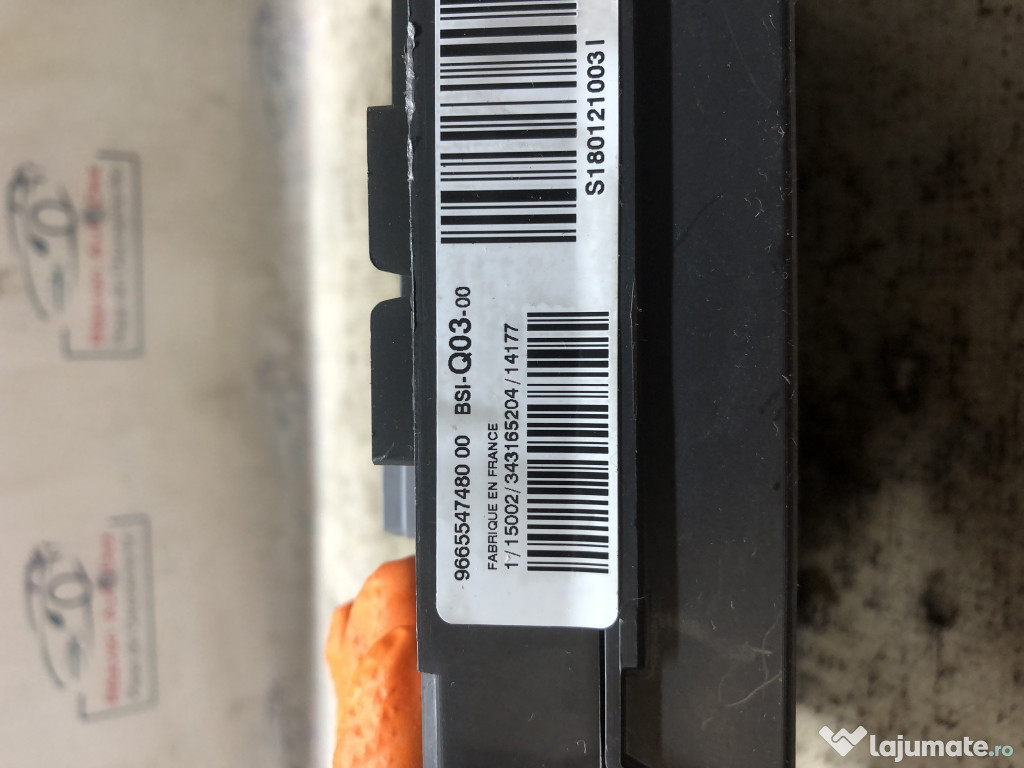 S180121003I
9665547480 00 BSI-Q03-00
FABRIQUE EN FRANCE
1/15002/343165204/14177
lajumate.ro